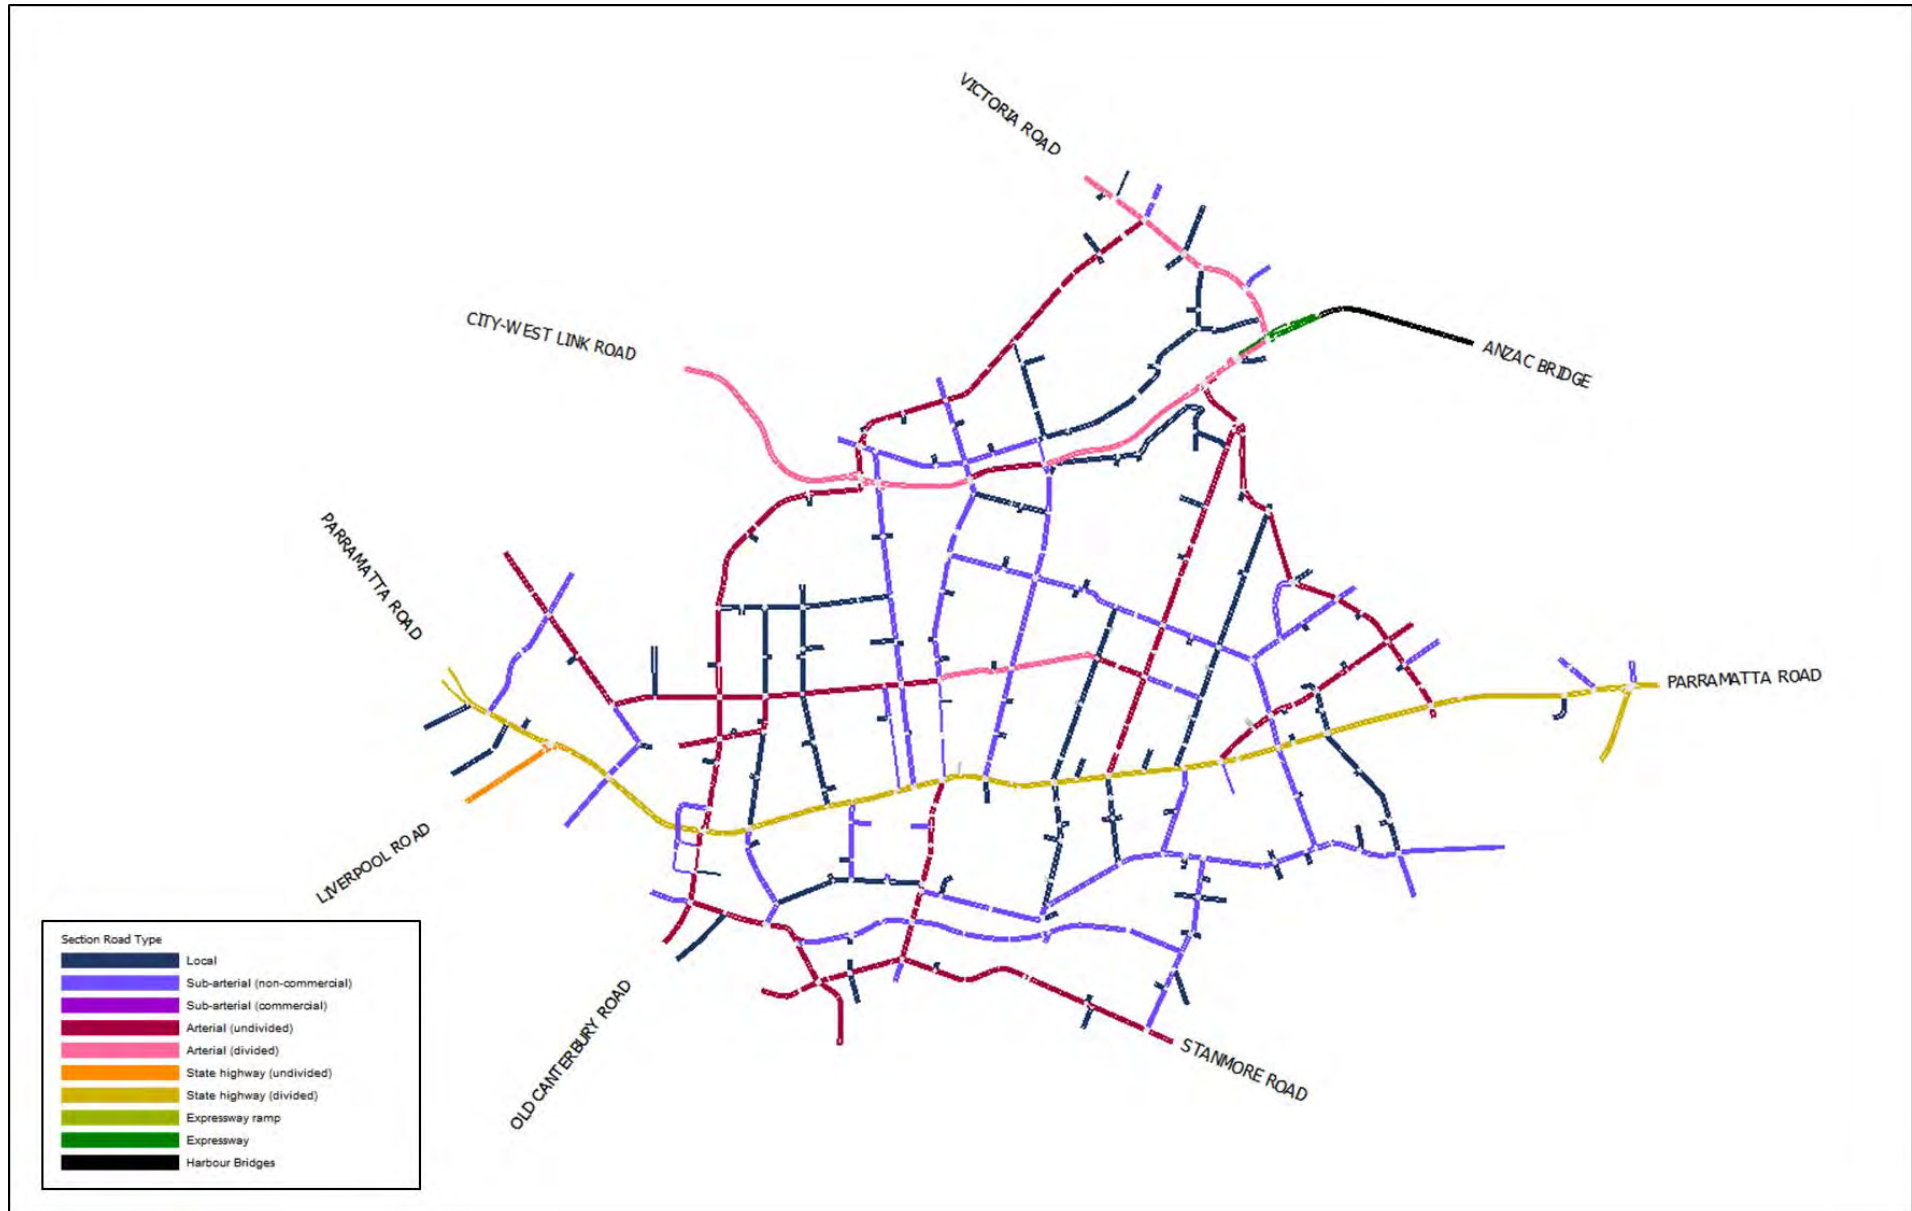 VICTORIA ROAD
CITY-WEST LINK ROAD
ANZAC BRIDGE
PARRAMATTA ROAD
PARRAMATTA ROAD
LIVERPOOL ROAD
OLD CANTERBURY ROAD
STANMORE ROAD
Section Road Type
Local
Sub-arterial (non-commercial)
Sub-arterial (commercial)
Arterial (undivided)
Arterial (divided)
State highway (undivided)
State highway (divided)
Expressway ramp
Expressway
Harbour Bridges